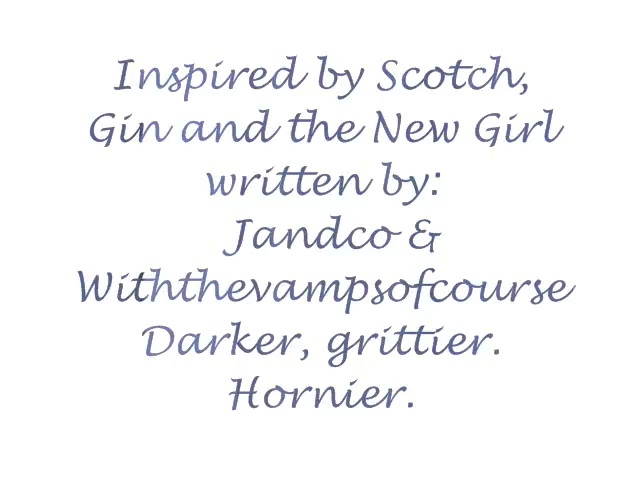 Inspired by Scotch,
Gin and the New Girl
written by:
Jandco &
Withthevampsofcourse
Darker, grittier.
Hornier.